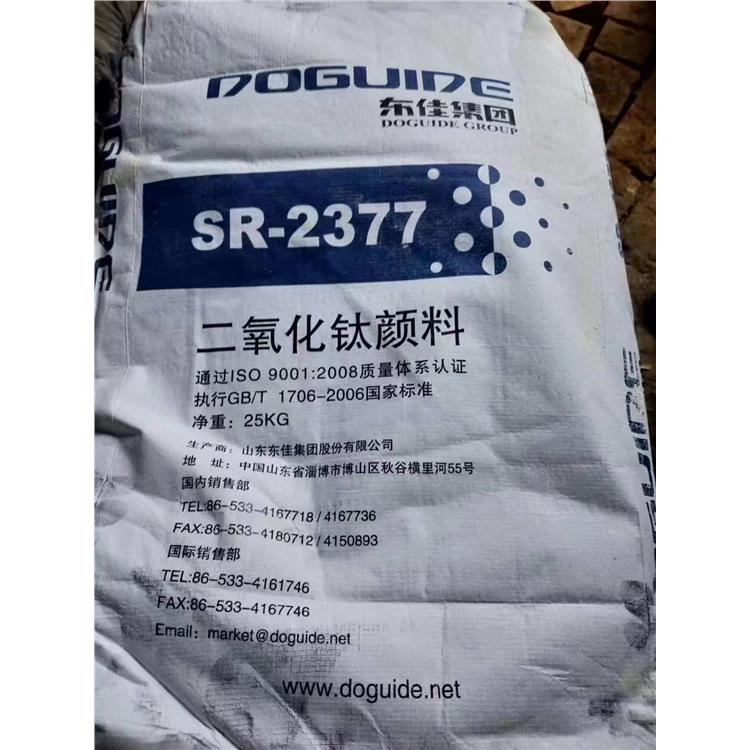 DOGUIDE
东佳集团
DOGUIDE GROUP
SR-2377
二氧化钛颜料
通过ISO 9001:2008质量体系认证
执行GB/T 1706-2006国家标准
净重：25KG
生产商：山东东佳集团股份有限公司
地 址：中国山东省淄博市博山区秋谷横里河55号
国内销售部
TEL:86-533-4167718/4167736
FAX:86-533-4180712/4150893
国际销售部
TEL:86-533-4161746
FAX:86-533-4167746
Email: market@doguide.net
www.doguide.net
DOGUIDE